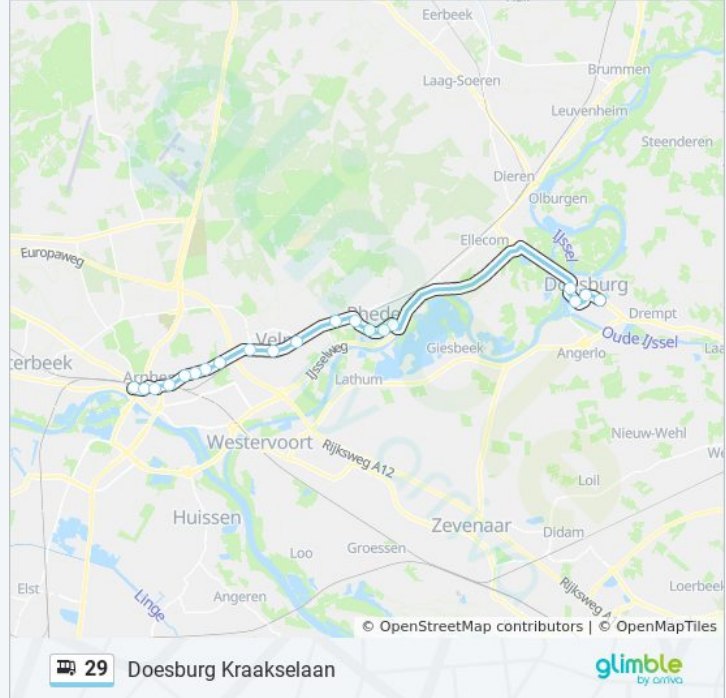 Eerbeek
Laag-Soeren
Brummen
Leuvenheim
Steenderen
Dieren
Olburgen
IJssel
Ellecom
Europaweg
Doesburg
Rheden
Drempt
Velp
Oude IJssel
Giesbeek
Angerlo
IJsselweg
Arnhem
Lathum
Westervoort
Nieuw-Wehl
Rijksweg A12
Loil
Huissen
Zevenaar
Didam
Loo
Groessen
Elst
Linge
Angeren
Rijksweg A
Loerbeek
© OpenStreetMap contributors | © OpenMapTiles
29 Doesburg Kraakselaan
glimble
by arriva